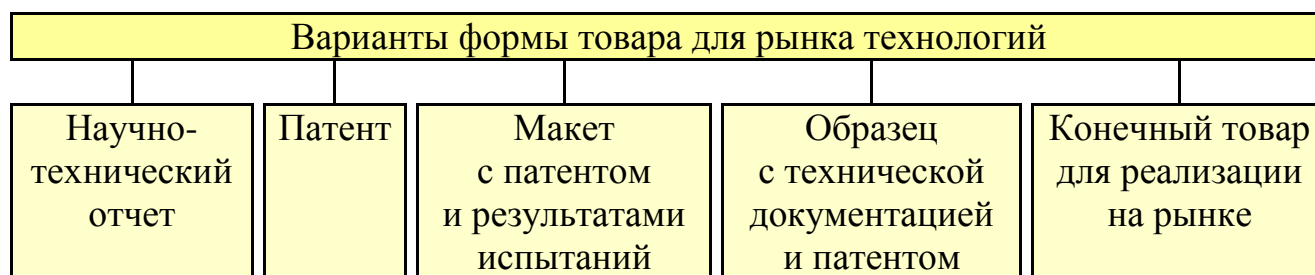 Варианты формы товара для рынка технологий
Научно-
технический
отчет
Патент
Макет
с патентом
и результатами
испытаний
Образец
с технической
документацией
и патентом
Конечный товар
для реализации
на рынке